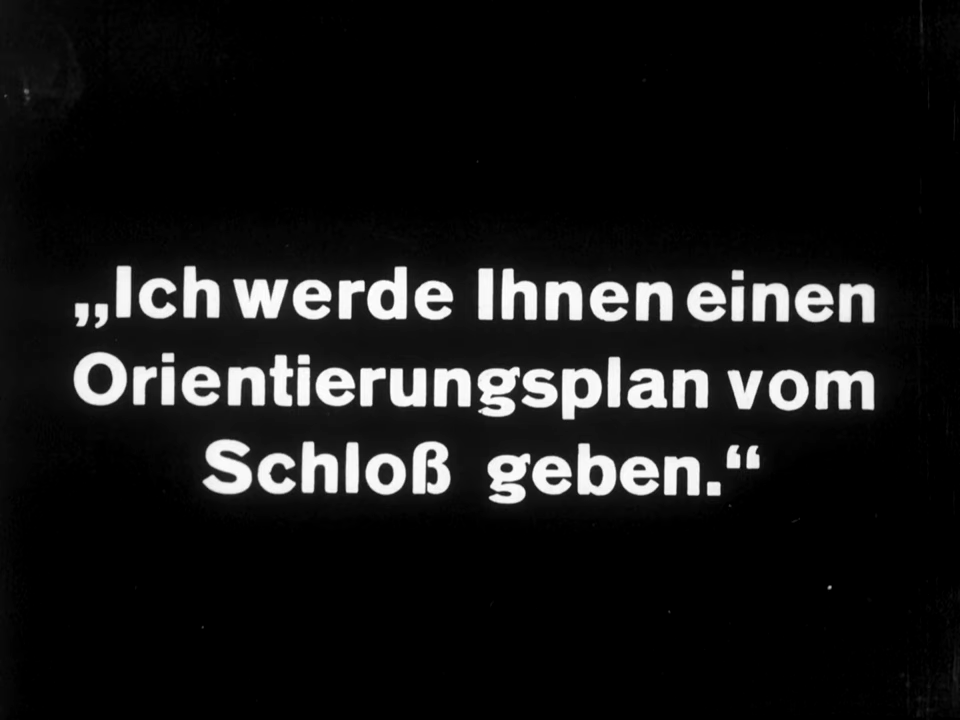 „Ich werde Ihnen einen
Orientierungsplan vom
Schloß geben.“